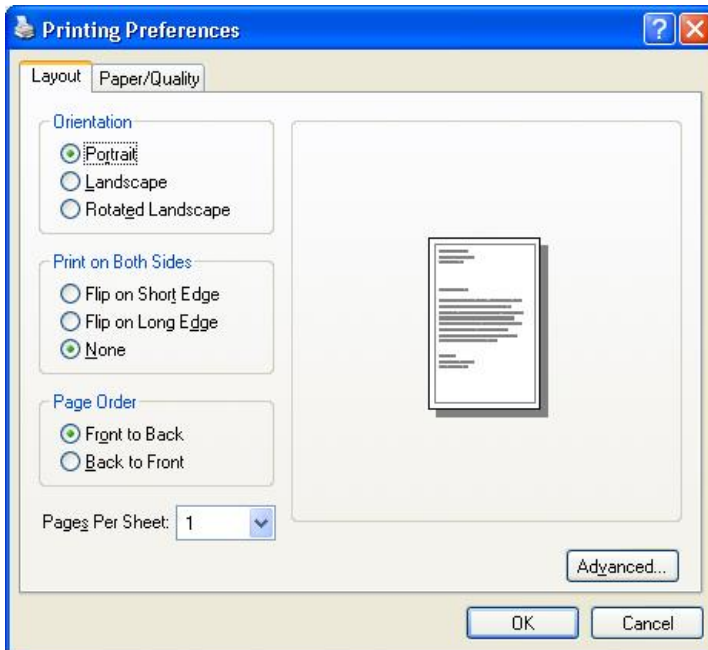 Printing Preferences
Layout Paper/Quality
Orientation
Portrait
Landscape
Rotated Landscape
Print on Both Sides
Flip on Short Edge
Flip on Long Edge
None
Page Order
Front to Back
Back to Front
Pages Per Sheet: 1
Advanced...
OK Cancel